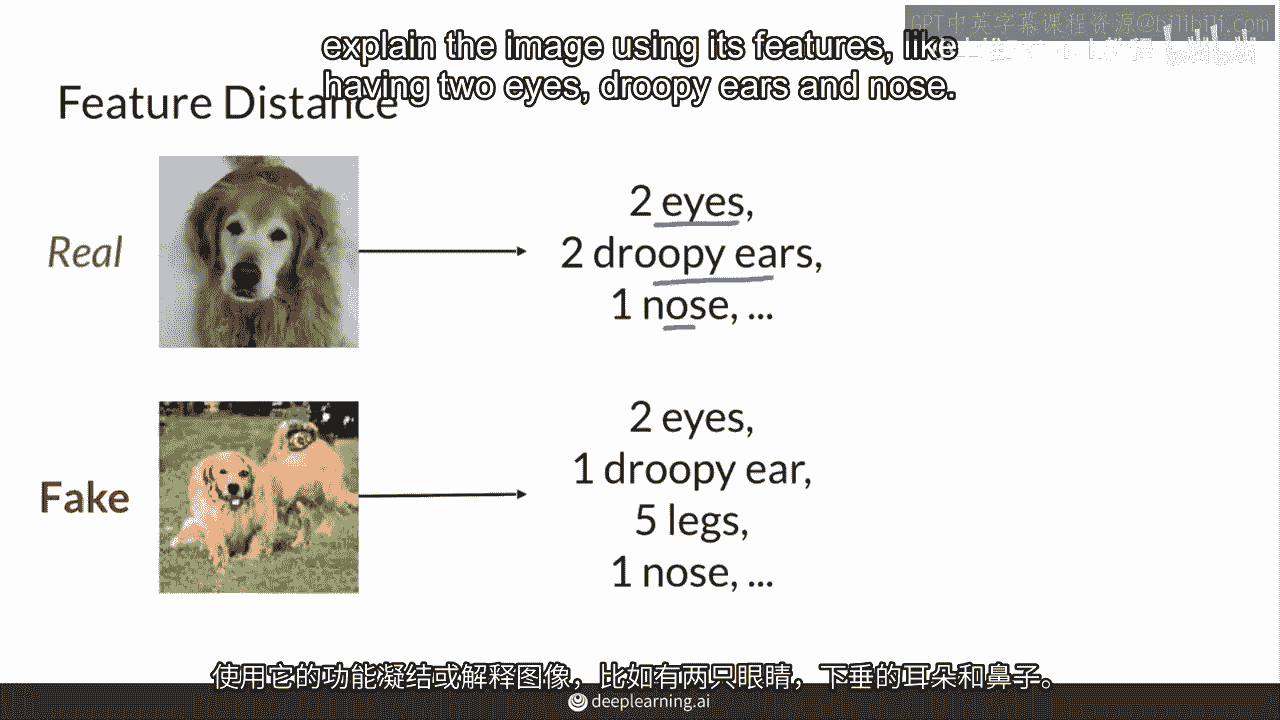 GPT中英字幕课程资源@bilibili.com
explain the image using its features, like
having two eyes, droopy ears and nose.
Feature Distance
Real
2 eyes,
2 droopy ears,
1 nose, ...
Fake
2 eyes,
1 droopy ear,
5 legs,
1 nose, ...
使用它的功能凝结或解释图像，比如有两只眼睛，下垂的耳朵和鼻子。
deeplearning.ai